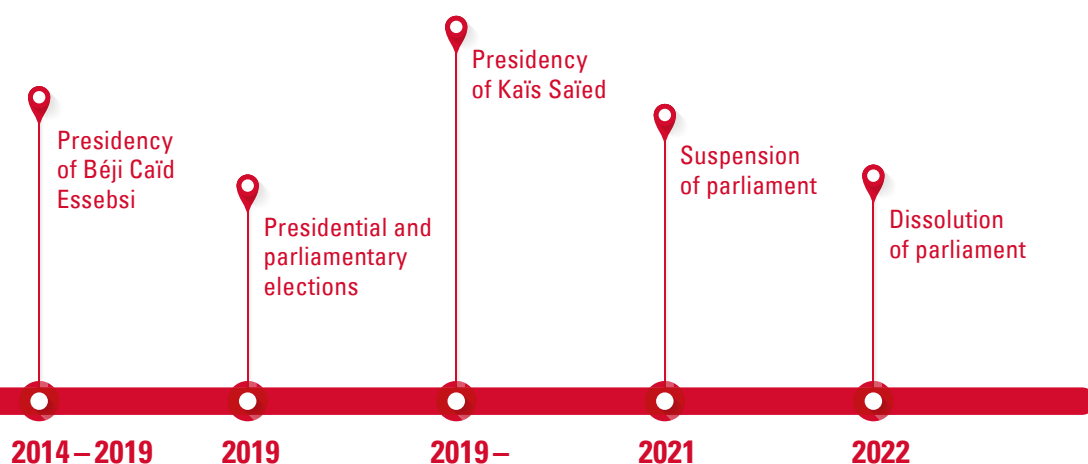 Presidency
of Béji Caïd
Essebsi
Presidential and
parliamentary
elections
Presidency
of Kaïs Saïed
Suspension
of parliament
Dissolution
of parliament
2014 – 2019
2019
2019 –
2021
2022